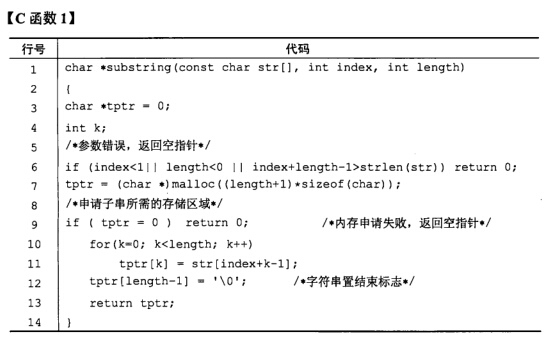 【C 函数 1】
行号 代码
1 char *substring(const char str[], int index, int length)
2 {
3 char *tptr = 0;
4 int k;
5 /*参数错误，返回空指针*/
6 if (index<1|| length<0 || index+length-1>strlen(str)) return 0;
7 tptr = (char *)malloc((length+1)*sizeof(char));
8 /*申请子串所需的存储区域*/
9 if ( tptr = 0 ) return 0; /*内存申请失败，返回空指针*/
10 for(k=0; k<length; k++)
11 tptr[k] = str[index+k-1];
12 tptr[length-1] = '\0'; /*字符串置结束标志*/
13 return tptr;
14 }